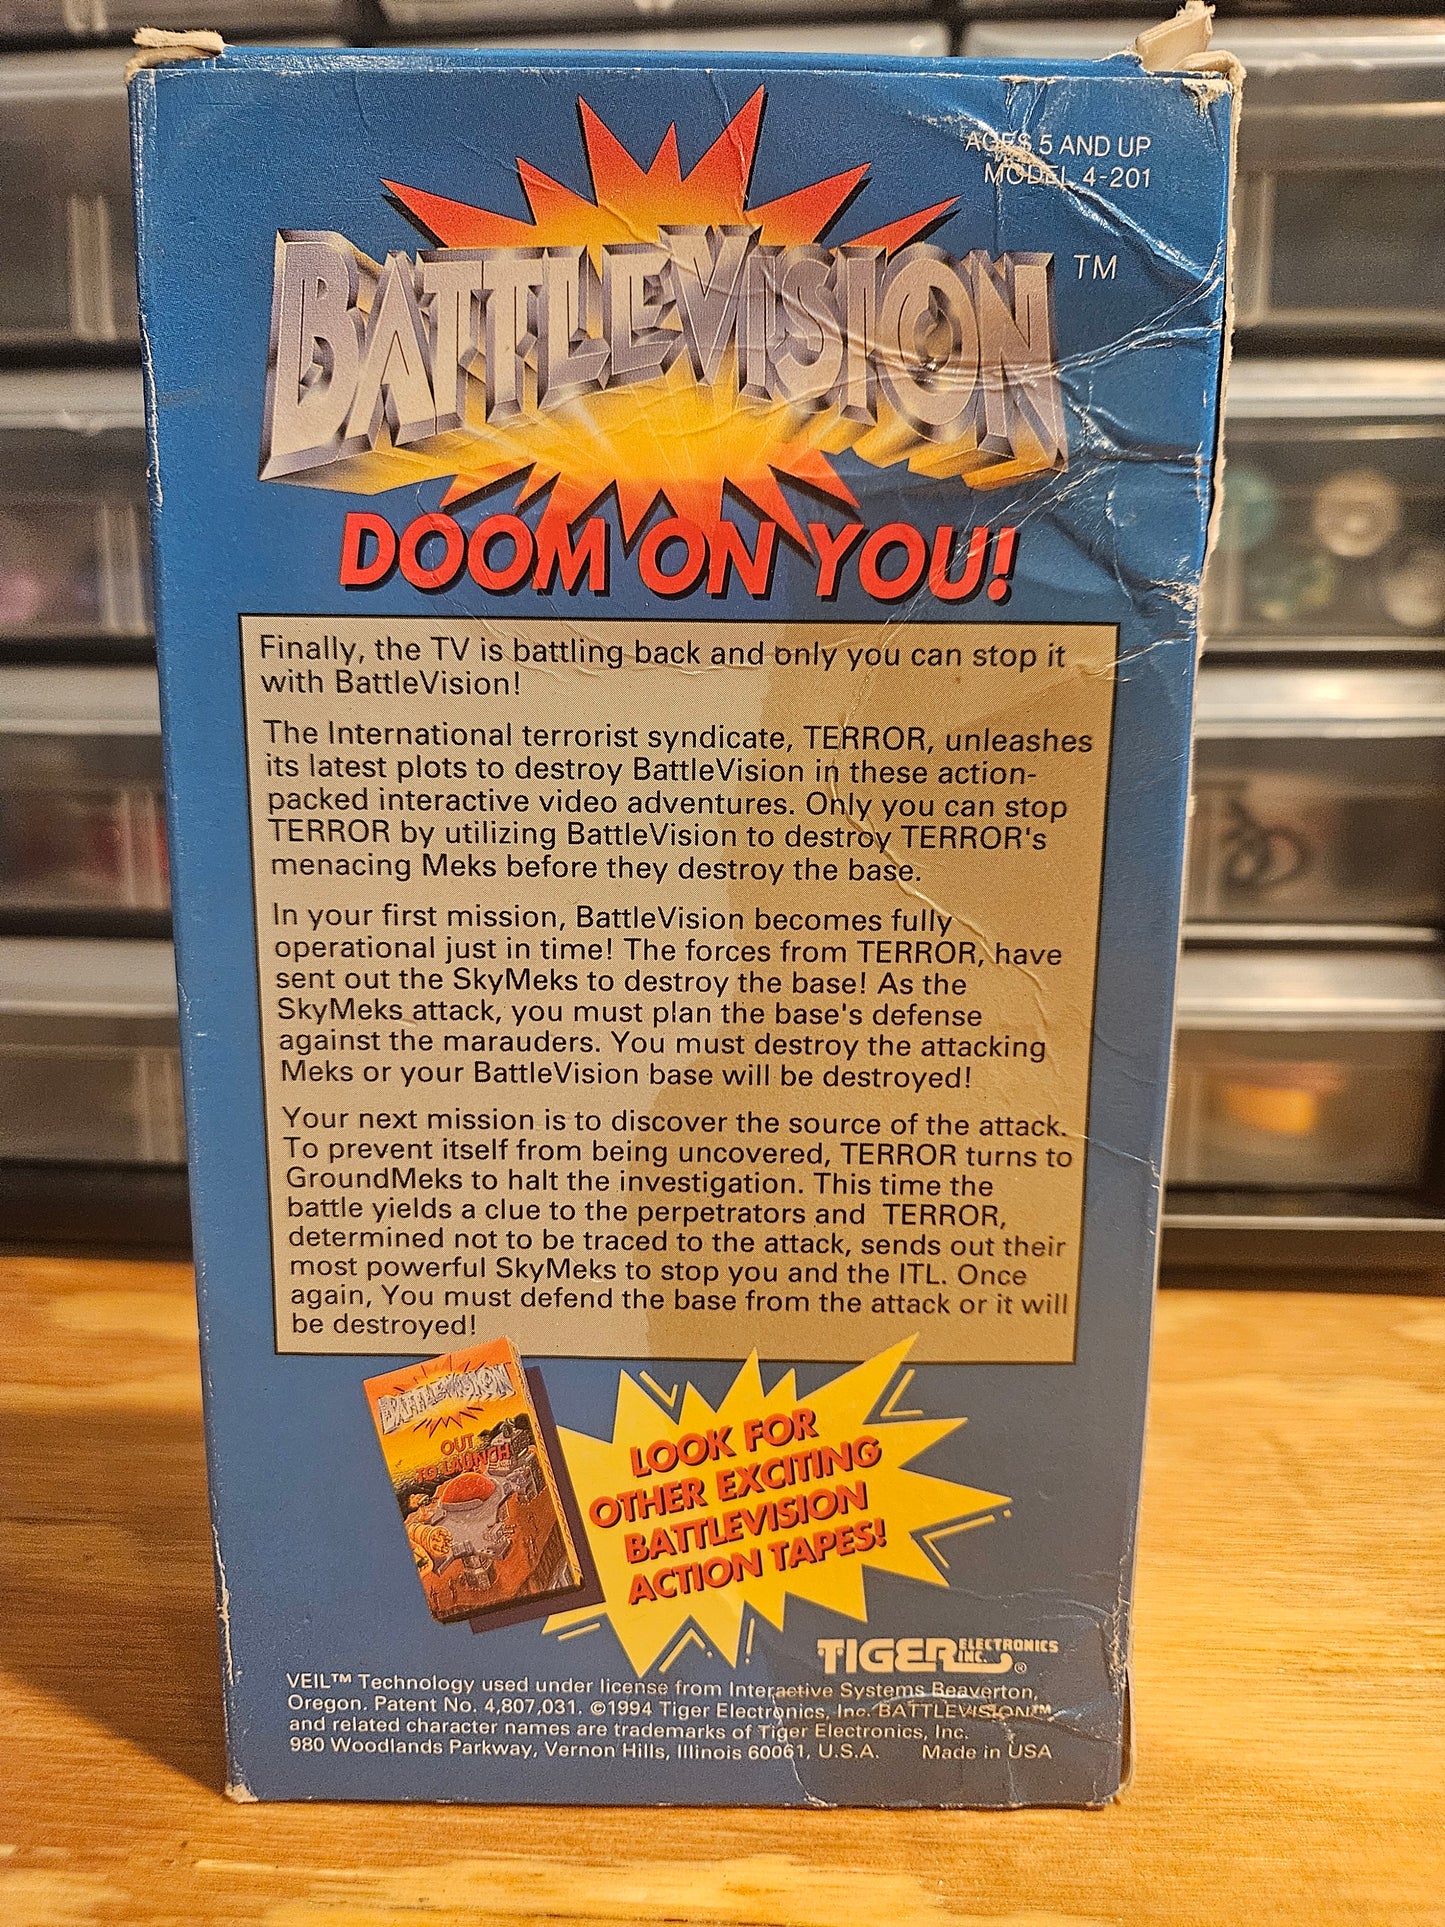 AGES 5 AND UP
MODEL 4-201
BATTLEVISION TM
DOOM ON YOU!
Finally, the TV is battling back and only you can stop it
with BattleVision!
The International terrorist syndicate, TERROR, unleashes
its latest plots to destroy BattleVision in these action-
packed interactive video adventures. Only you can stop
TERROR by utilizing BattleVision to destroy TERROR's
menacing Meks before they destroy the base.
In your first mission, BattleVision becomes fully
operational just in time! The forces from TERROR, have
sent out the SkyMeks to destroy the base! As the
SkyMeks attack, you must plan the base's defense
against the marauders. You must destroy the attacking
Meks or your BattleVision base will be destroyed!
Your next mission is to discover the source of the attack.
To prevent itself from being uncovered, TERROR turns to
GroundMeks to halt the investigation. This time the
battle yields a clue to the perpetrators and TERROR,
determined not to be traced to the attack, sends out their
most powerful SkyMeks to stop you and the ITL. Once
again, You must defend the base from the attack or it will
be destroyed!
BATTLEVISION
OUT
TO LAUNCH
LOOK FOR
OTHER EXCITING
BATTLEVISION
ACTION TAPES!
TIGER ELECTRONICS
INC. ®
VEIL™ Technology used under license from Interactive Systems Beaverton,
Oregon. Patent No. 4,807,031. ©1994 Tiger Electronics, Inc. BATTLEVISION™
and related character names are trademarks of Tiger Electronics, Inc.
980 Woodlands Parkway, Vernon Hills, Illinois 60061, U.S.A. Made in USA